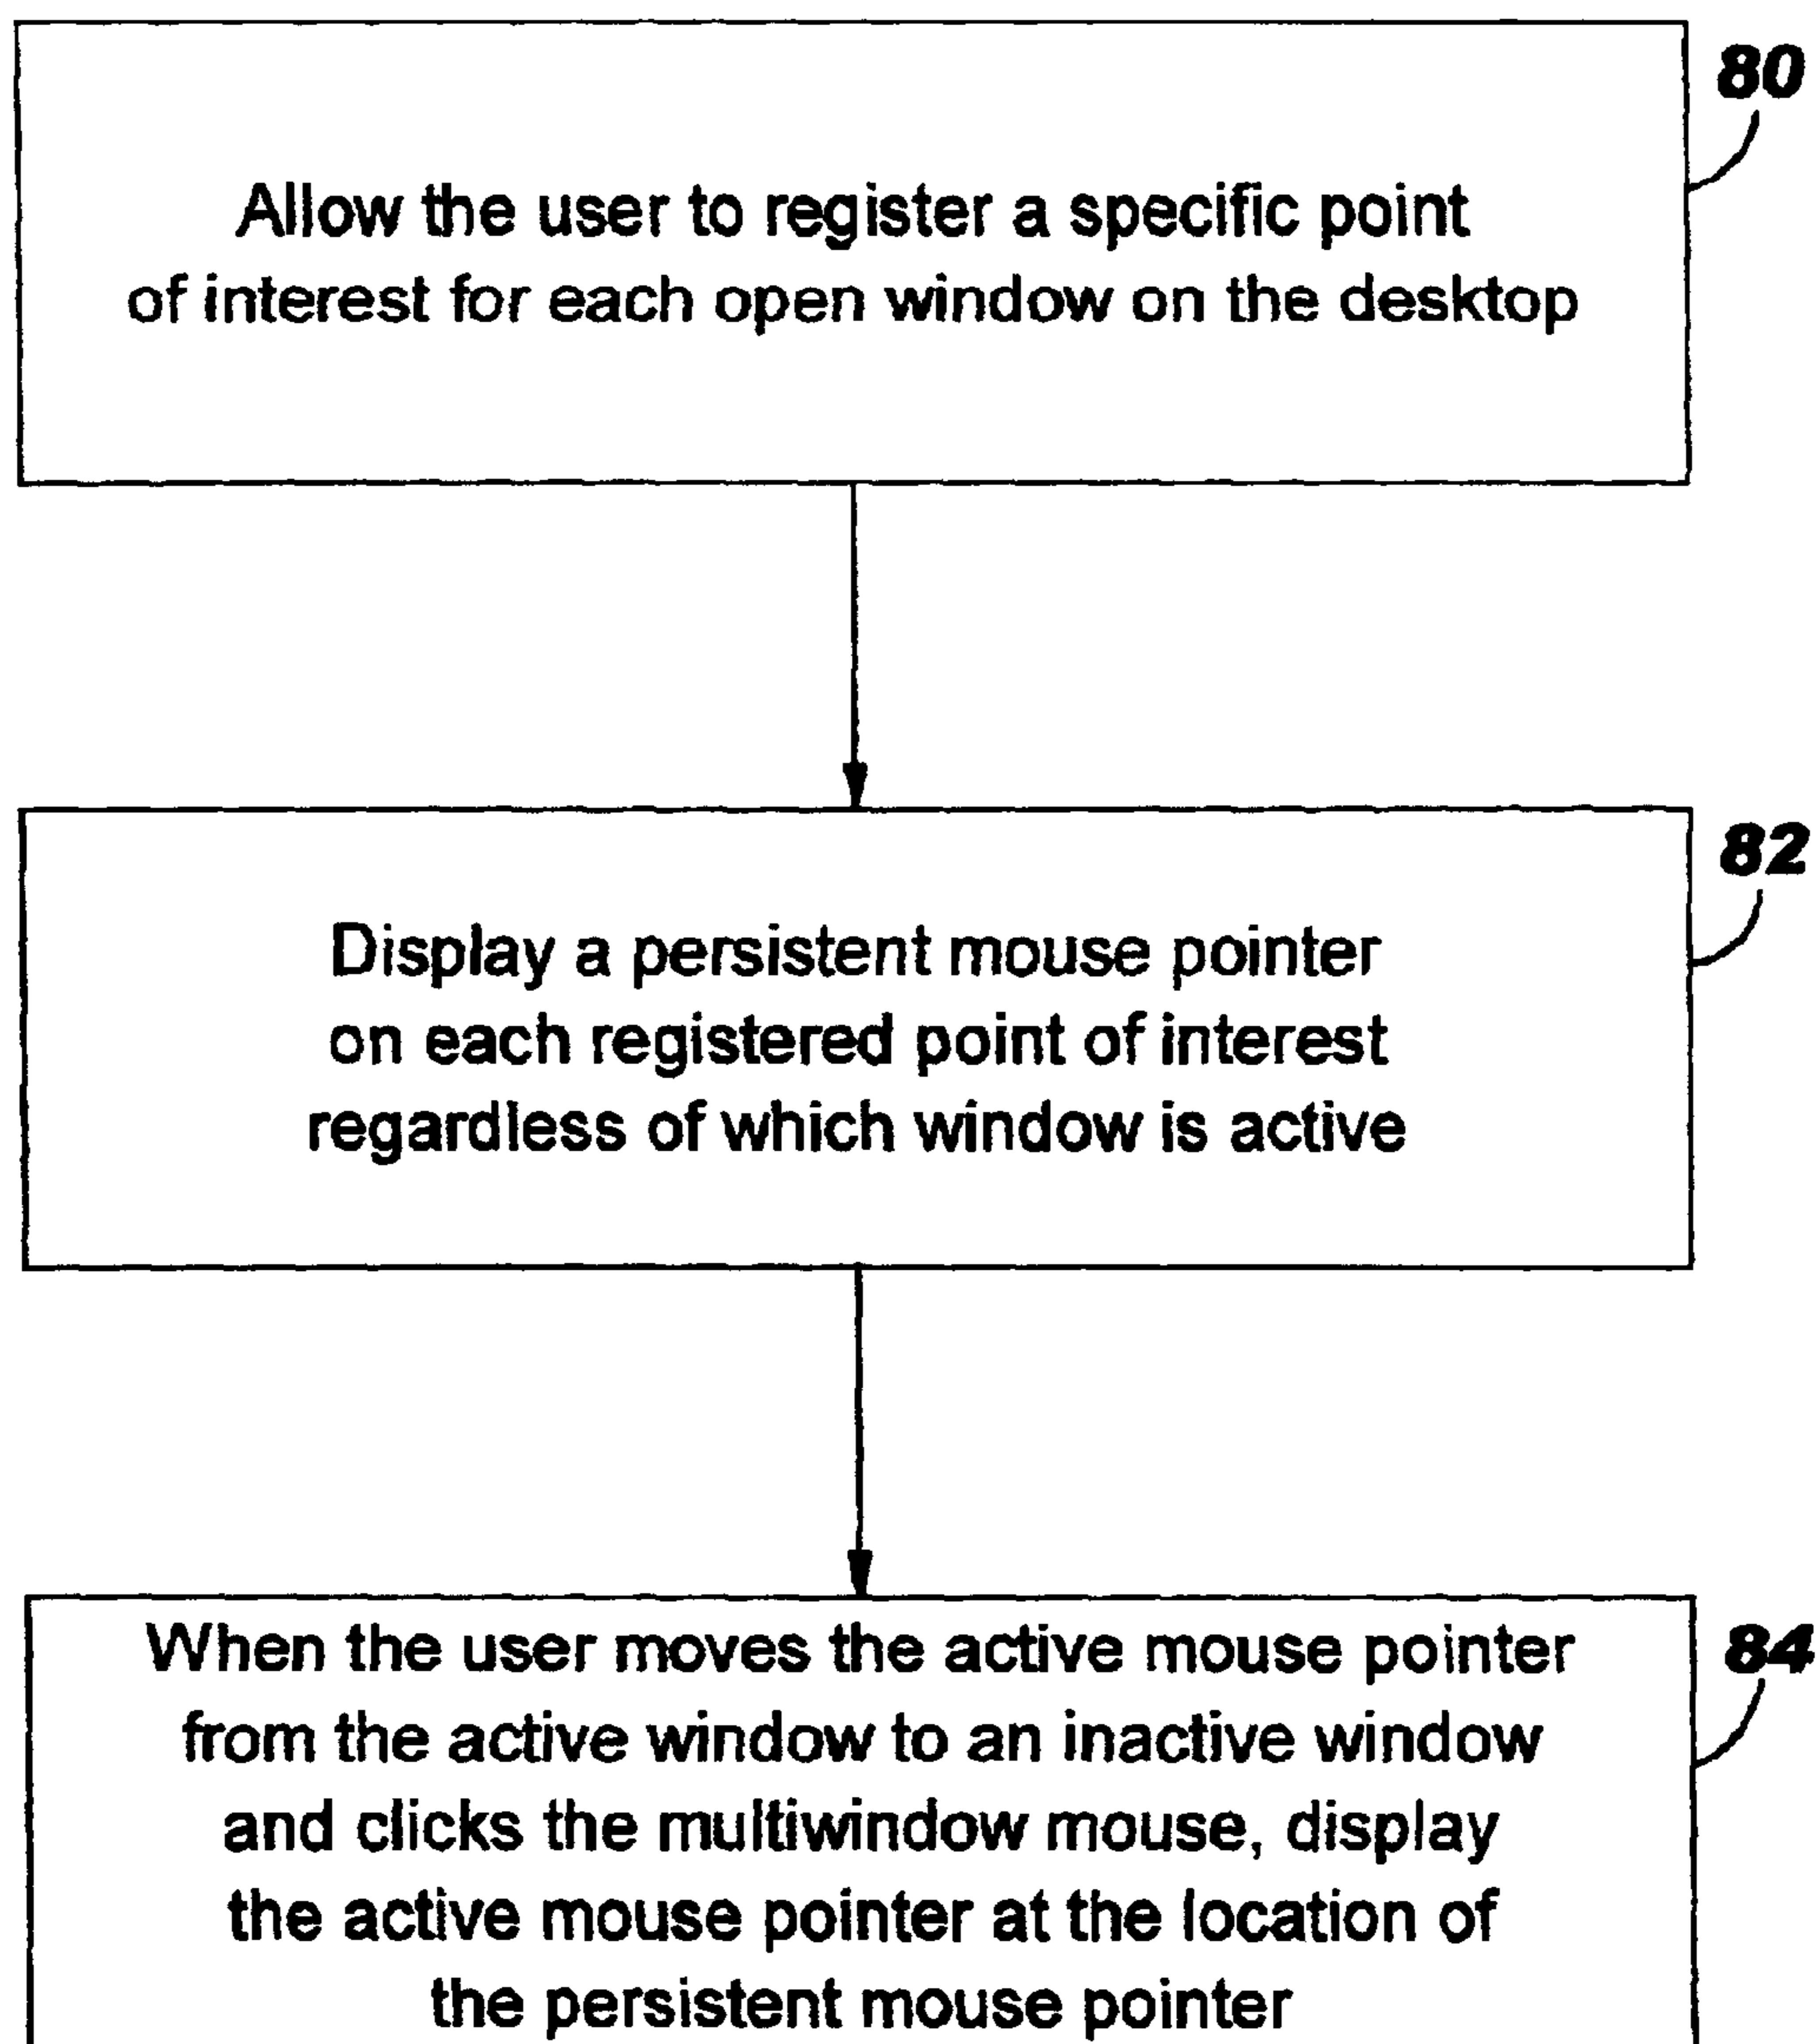 80
Allow the user to register a specific point
of interest for each open window on the desktop
82
Display a persistent mouse pointer
on each registered point of interest
regardless of which window is active
84
When the user moves the active mouse pointer
from the active window to an inactive window
and clicks the multiwindow mouse, display
the active mouse pointer at the location of
the persistent mouse pointer